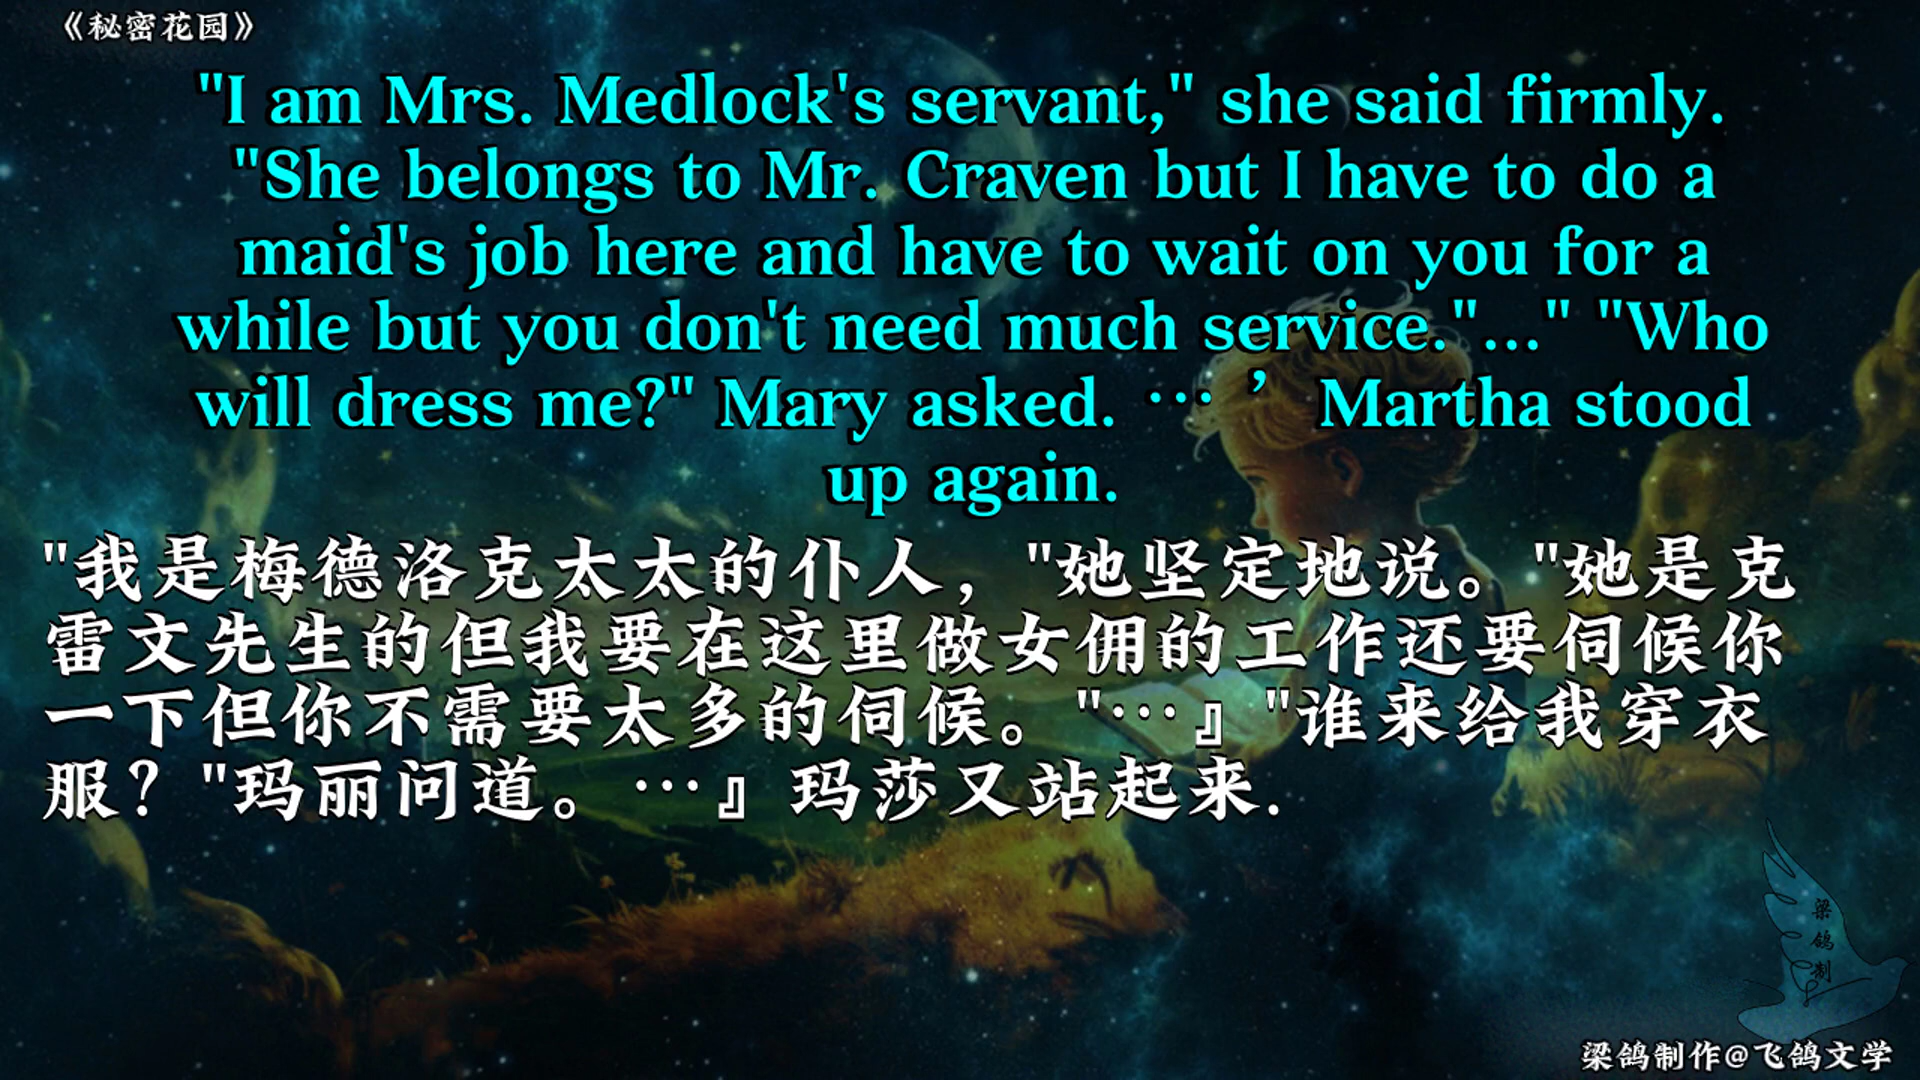 《秘密花园》
"I am Mrs. Medlock's servant," she said firmly.
"She belongs to Mr. Craven but I have to do a
maid's job here and have to wait on you for a
while but you don't need much service."..." "Who
will dress me?" Mary asked. …’ Martha stood
up again.
"我是梅德洛克太太的仆人，"她坚定地说。"她是克
雷文先生的但我要在这里做女佣的工作还要伺候你
一下但你不需要太多的伺候。"…』"谁来给我穿衣
服？"玛丽问道。…』玛莎又站起来.
梁鸽制
梁鸽制作@飞鸽文学